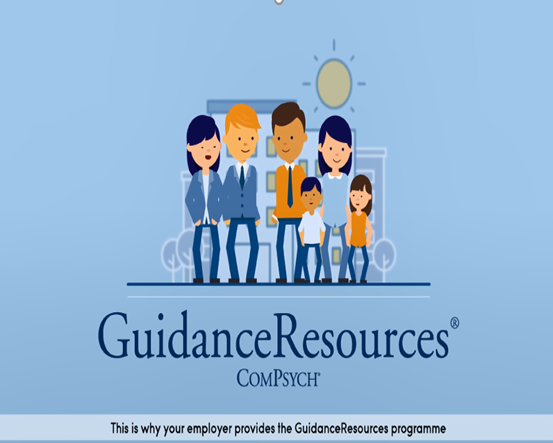 GuidanceResources®
COMPSYCH®
This is why your employer provides the GuidanceResources programme